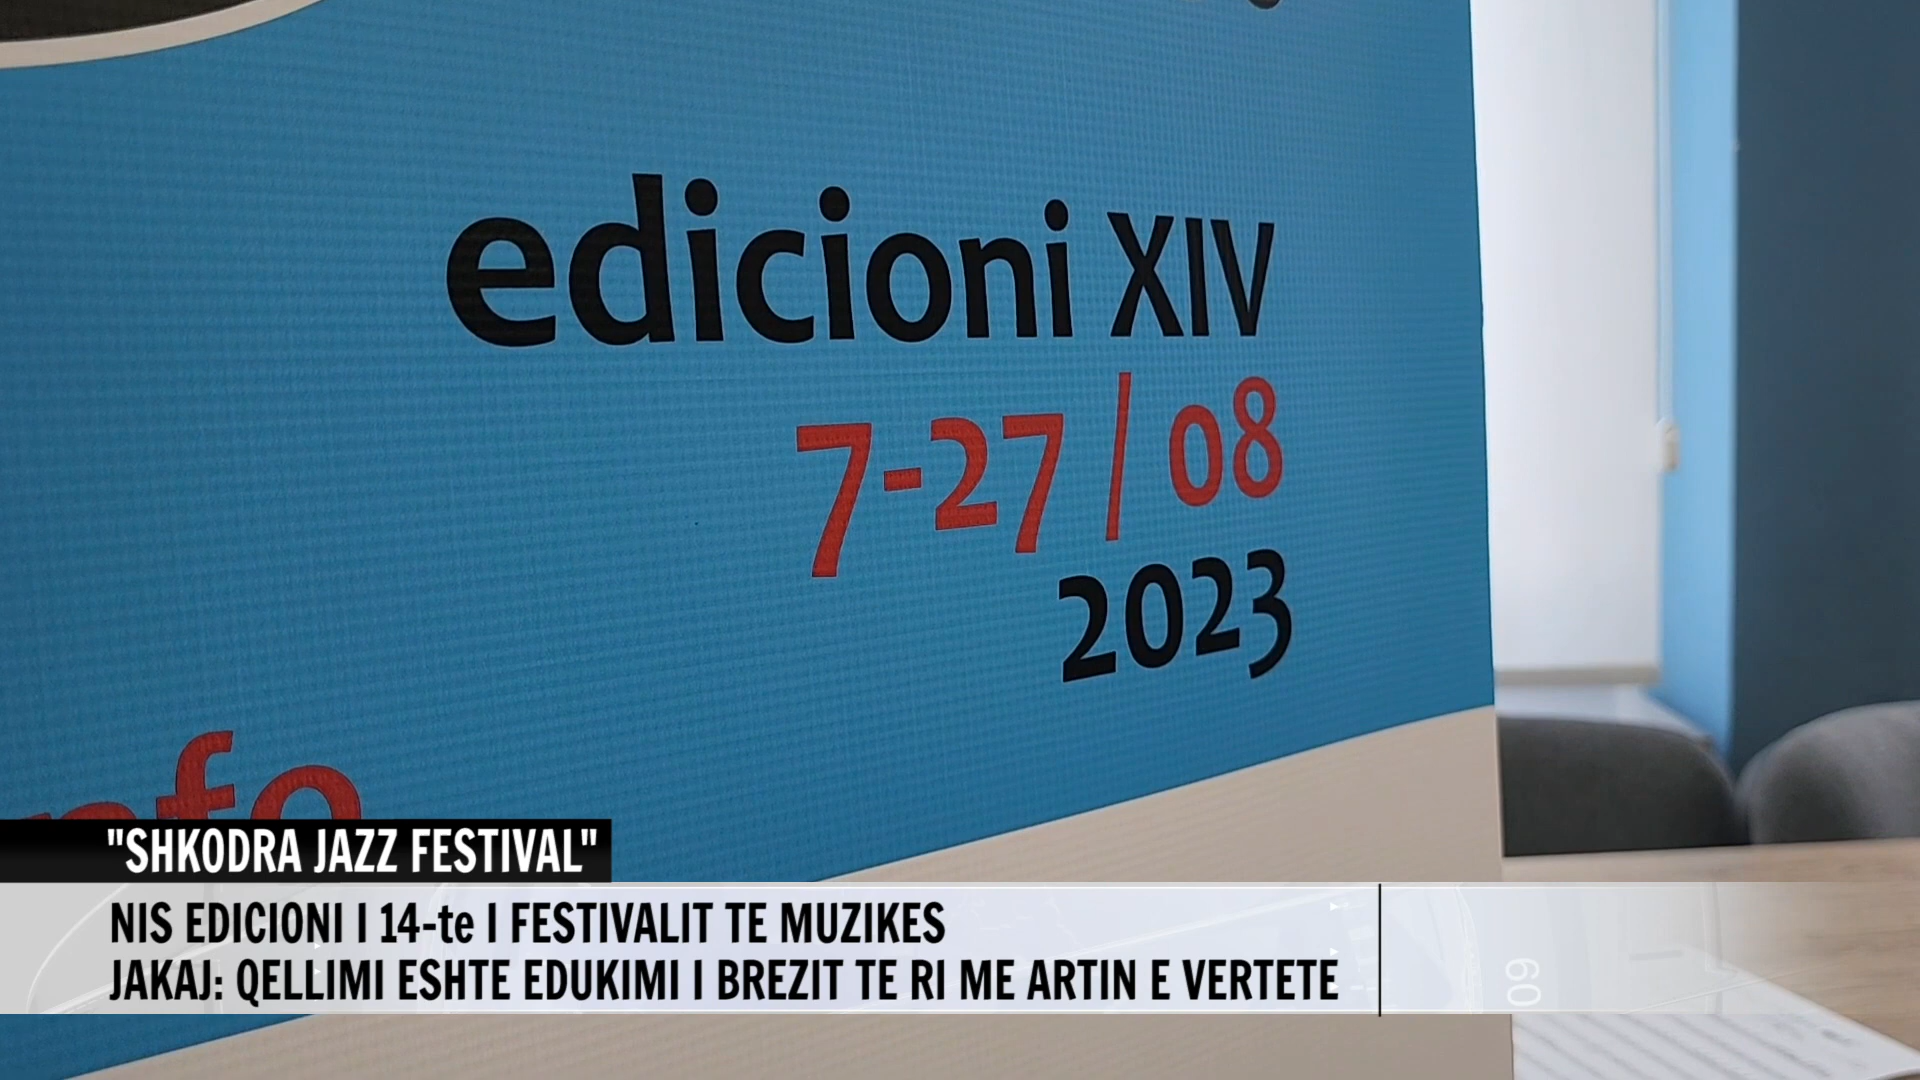 edicioni XIV
7-27/08
2023
"SHKODRA JAZZ FESTIVAL"
NIS EDICIONI I 14-te I FESTIVALIT TE MUZIKES
JAKAJ: QELLIMI ESHTE EDUKIMI I BREZIT TE RI ME ARTIN E VERTETE
09